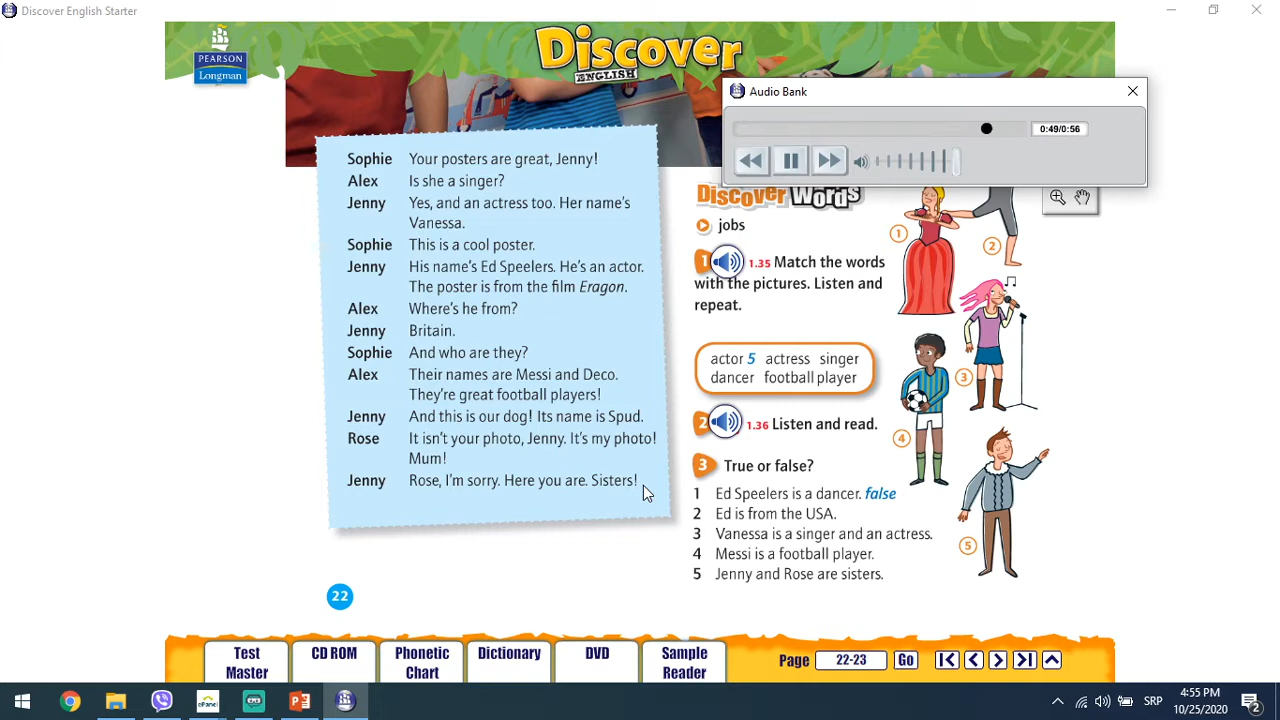 Discover English Starter
PEARSON
Longman
Discover
ENGLISH
Audio Bank
0:49/0:56
Sophie Your posters are great, Jenny!
Alex Is she a singer?
Jenny Yes, and an actress too. Her name's
Vanessa.
Sophie This is a cool poster.
Jenny His name's Ed Speelers. He's an actor.
The poster is from the film Eragon.
Alex Where's he from?
Jenny Britain.
Sophie And who are they?
Alex Their names are Messi and Deco.
They're great football players!
Jenny And this is our dog! Its name is Spud.
Rose It isn't your photo, Jenny. It's my photo!
Mum!
Jenny Rose, I'm sorry. Here you are. Sisters!
22
Discover Words
jobs
1 1.35 Match the words
with the pictures. Listen and
repeat.
actor 5 actress singer
dancer football player
2 1.36 Listen and read.
3 True or false?
1 Ed Speelers is a dancer. false
2 Ed is from the USA.
3 Vanessa is a singer and an actress.
4 Messi is a football player.
5 Jenny and Rose are sisters.
1
2
3
4
5
Test
Master
CD ROM
Phonetic
Chart
Dictionary
DVD
Sample
Reader
Page 22-23 Go
ePanel
SRP
4:55 PM
10/25/2020
2